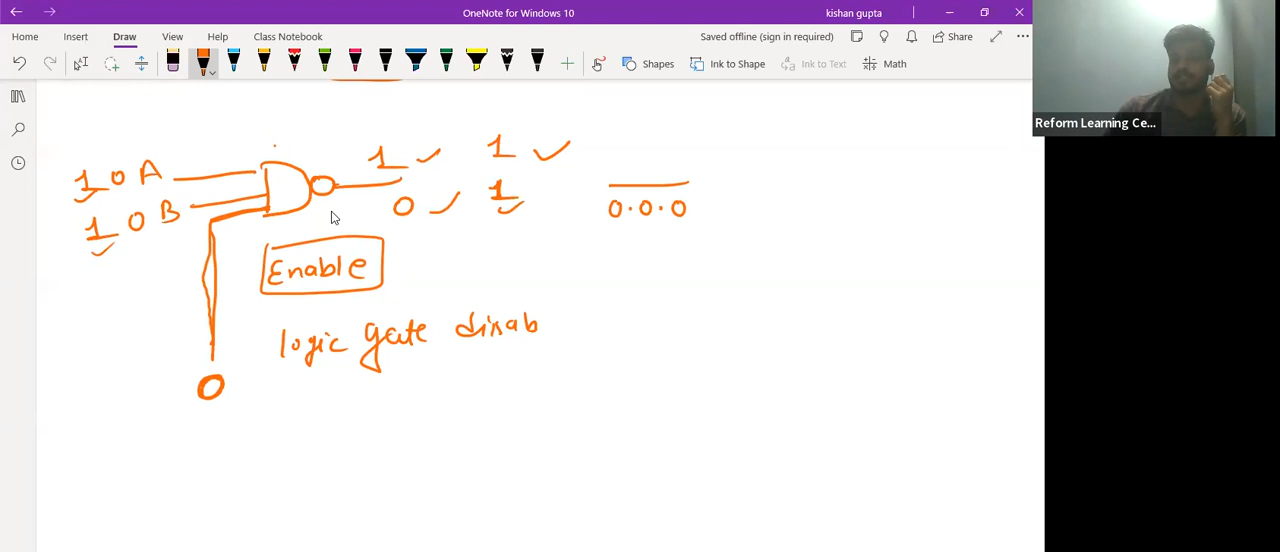 OneNote for Windows 10
kishan gupta
Home Insert Draw View Help Class Notebook
Saved offline (sign in required)
Share
Shapes
Ink to Shape
Ink to Text
Math
Reform Learning Ce...
1 0 A
1 0 B
1 1
0 1
0.0.0
Enable
logic gate disab
0